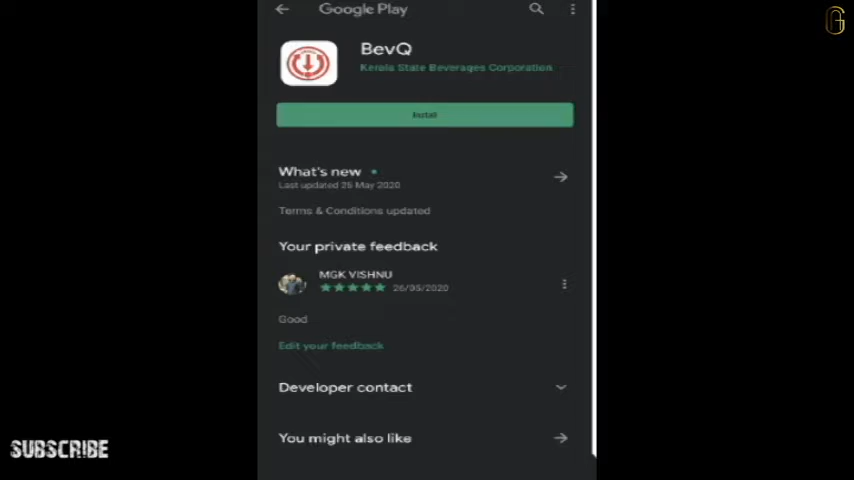 Google Play
BevQ
Kerala State Beverages Corporation
Install
What's new
Last updated 25 May 2020
Terms & Conditions updated
Your private feedback
MGK VISHNU
26/05/2020
Good
Edit your feedback
Developer contact
You might also like
SUBSCRIBE